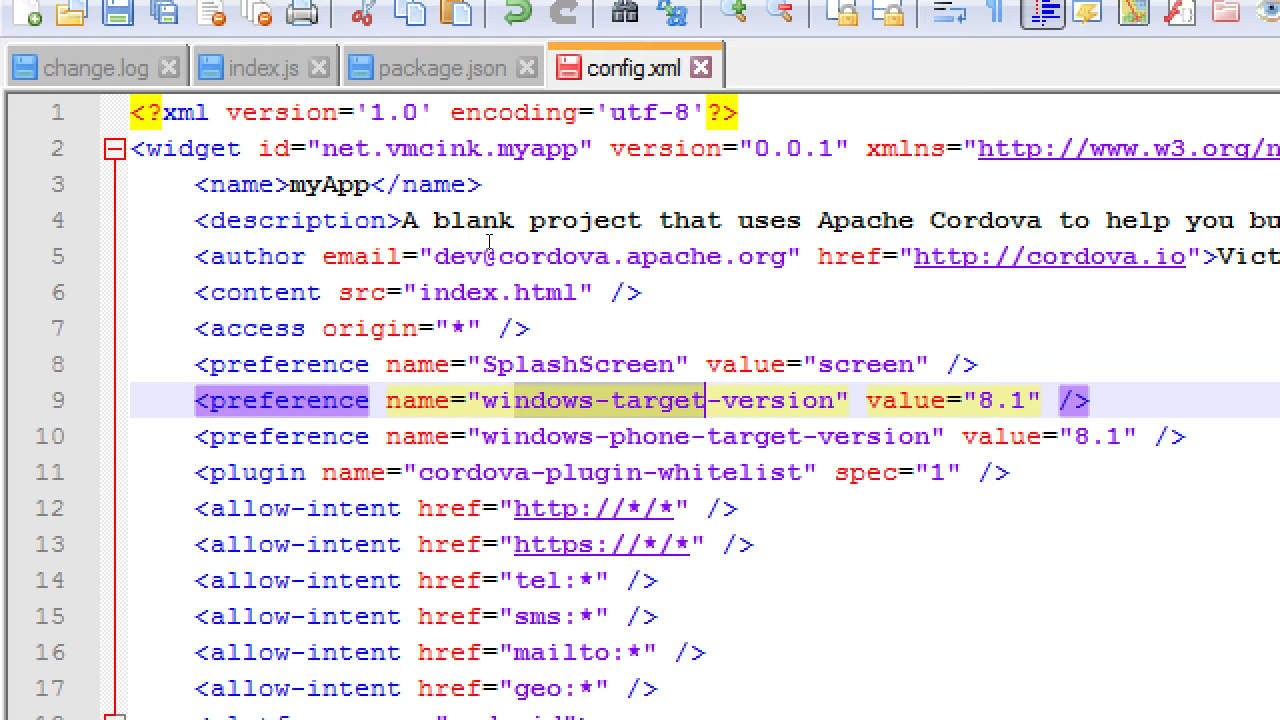 change.log index.js package.json config.xml
1 <?xml version='1.0' encoding='utf-8'?>
2 <widget id="net.vmcink.myapp" version="0.0.1" xmlns="http://www.w3.org/n
3 <name>myApp</name>
4 <description>A blank project that uses Apache Cordova to help you bu
5 <author email="dev@cordova.apache.org" href="http://cordova.io">Vict
6 <content src="index.html" />
7 <access origin="*" />
8 <preference name="SplashScreen" value="screen" />
9 <preference name="windows-target-version" value="8.1" />
10 <preference name="windows-phone-target-version" value="8.1" />
11 <plugin name="cordova-plugin-whitelist" spec="1" />
12 <allow-intent href="http://*/*" />
13 <allow-intent href="https://*/*" />
14 <allow-intent href="tel:*" />
15 <allow-intent href="sms:*" />
16 <allow-intent href="mailto:*" />
17 <allow-intent href="geo:*" />